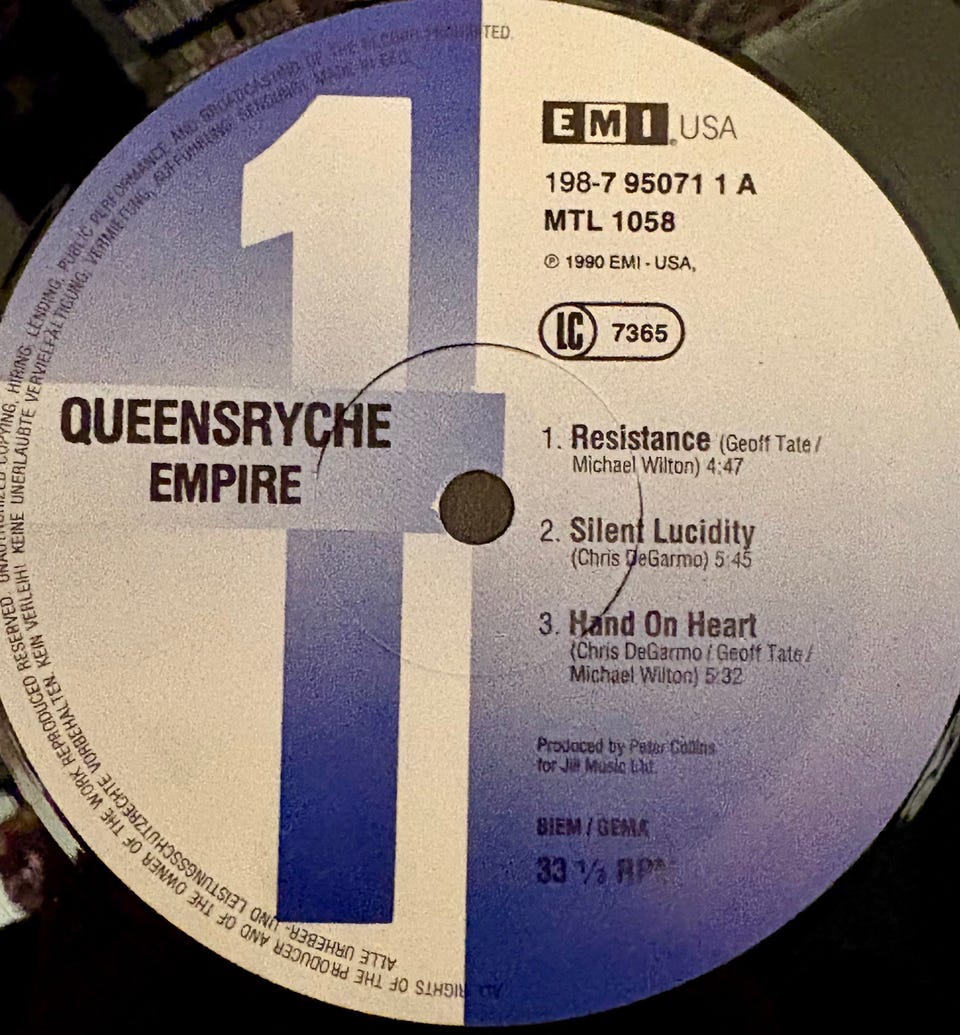 1
QUEENSRYCHE
EMPIRE
EMI USA
198-7 95071 1 A
MTL 1058
℗ 1990 EMI - USA,
LC 7365
1. Resistance (Geoff Tate /
Michael Wilton) 4:47
2. Silent Lucidity
(Chris DeGarmo) 5:45
3. Hand On Heart
(Chris DeGarmo / Geoff Tate /
Michael Wilton) 5:32
Produced by Peter Collins
for Jill Music Ltd.
BIEM / GEMA
33 ⅓ RPM
ALL RIGHTS OF THE PRODUCER AND OF THE OWNER OF THE WORK REPRODUCED RESERVED. UNAUTHORIZED COPYING, HIRING, LENDING, PUBLIC PERFORMANCE AND BROADCASTING OF THE RECORD PROHIBITED.
ALLE URHEBER- UND LEISTUNGSSCHUTZRECHTE VORBEHALTEN. KEIN VERLEIH! KEINE UNERLAUBTE VERVIELFÄLTIGUNG, VERMIETUNG, AUFFÜHRUNG, SENDUNG! MADE IN EEC